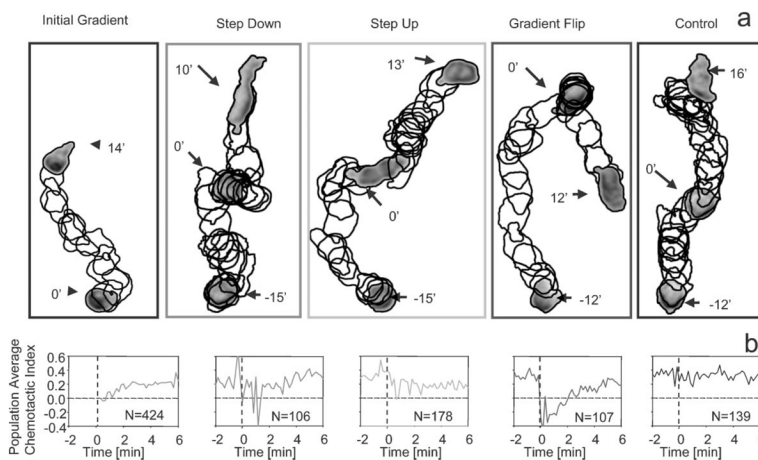 Initial Gradient
Step Down
Step Up
Gradient Flip
Control
a
14'
0'
10'
0'
-15'
13'
0'
-15'
0'
12'
-12'
16'
0'
-12'
b
Population Average
Chemotactic Index
0.6
0.4
0.2
0.0
-0.2
-0.4
N=424
N=106
N=178
N=107
N=139
-2 0 2 4 6
-2 0 2 4 6
-2 0 2 4 6
-2 0 2 4 6
-2 0 2 4 6
Time [min]
Time [min]
Time [min]
Time [min]
Time [min]